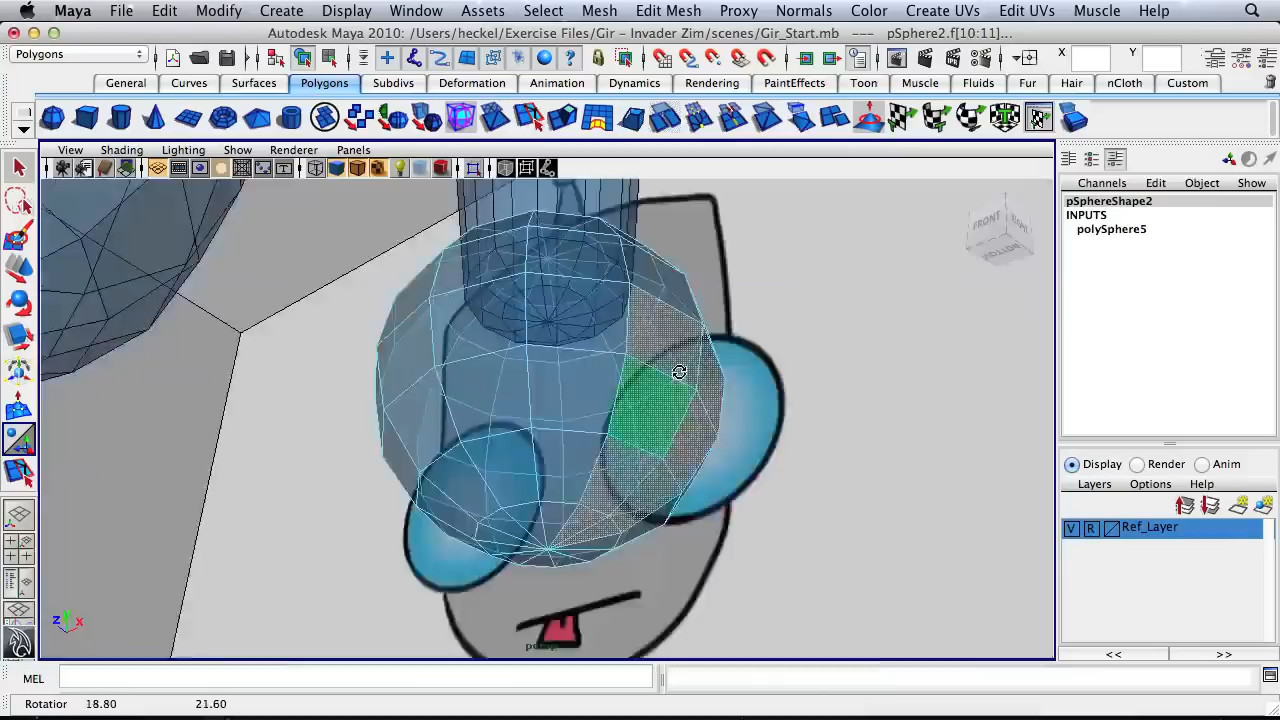 Maya File Edit Modify Create Display Window Assets Select Mesh Edit Mesh Proxy Normals Color Create UVs Edit UVs Muscle Help
Autodesk Maya 2010: /Users/heckel/Exercise Files/Gir – Invader Zim/scenes/Gir_Start.mb --- pSphere2.f[10:11]...
Polygons X Y
General Curves Surfaces Polygons Subdivs Deformation Animation Dynamics Rendering PaintEffects Toon Muscle Fluids Fur Hair nCloth Custom
View Shading Lighting Show Renderer Panels
Channels Edit Object Show
pSphereShape2
INPUTS
polySphere5
FRONT
BOTTOM
Display Render Anim
Layers Options Help
V R Ref_Layer
z y x
persp
<< >>
MEL
Rotatior 18.80 21.60